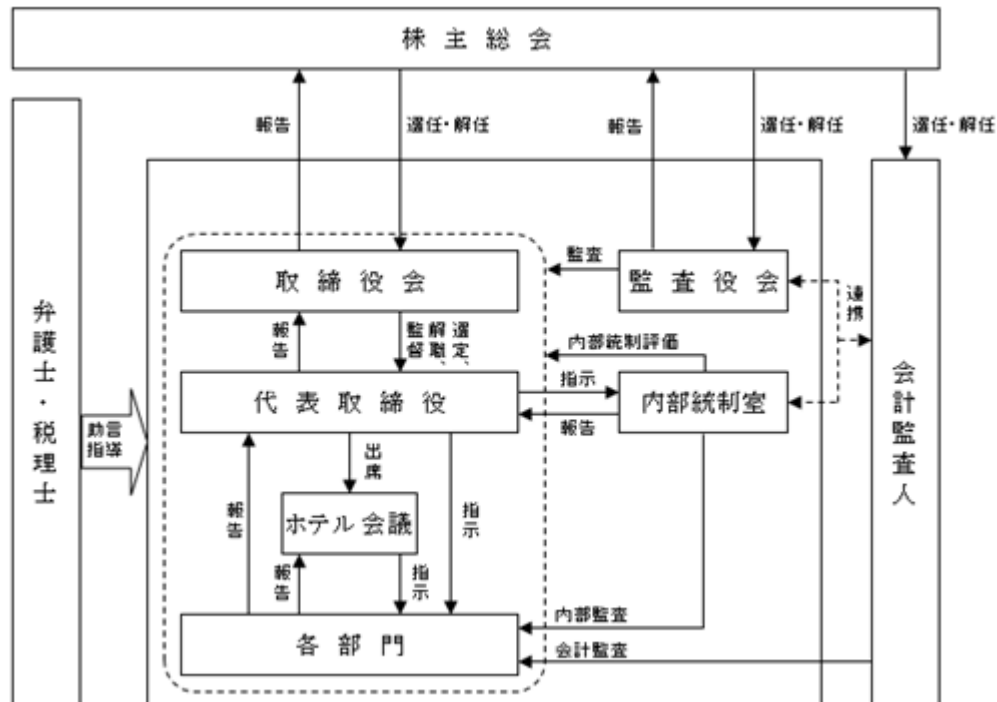 株主総会
報告
選任・解任
報告
選任・解任
選任・解任
取締役会
監査
監査役会
連携
報告
選定、
解職、
監督
内部統制評価
代表取締役
指示
報告
内部統制室
弁護士・税理士
助言
指導
会計監査人
出席
報告
ホテル会議
指示
報告
指示
内部監査
各部門
会計監査